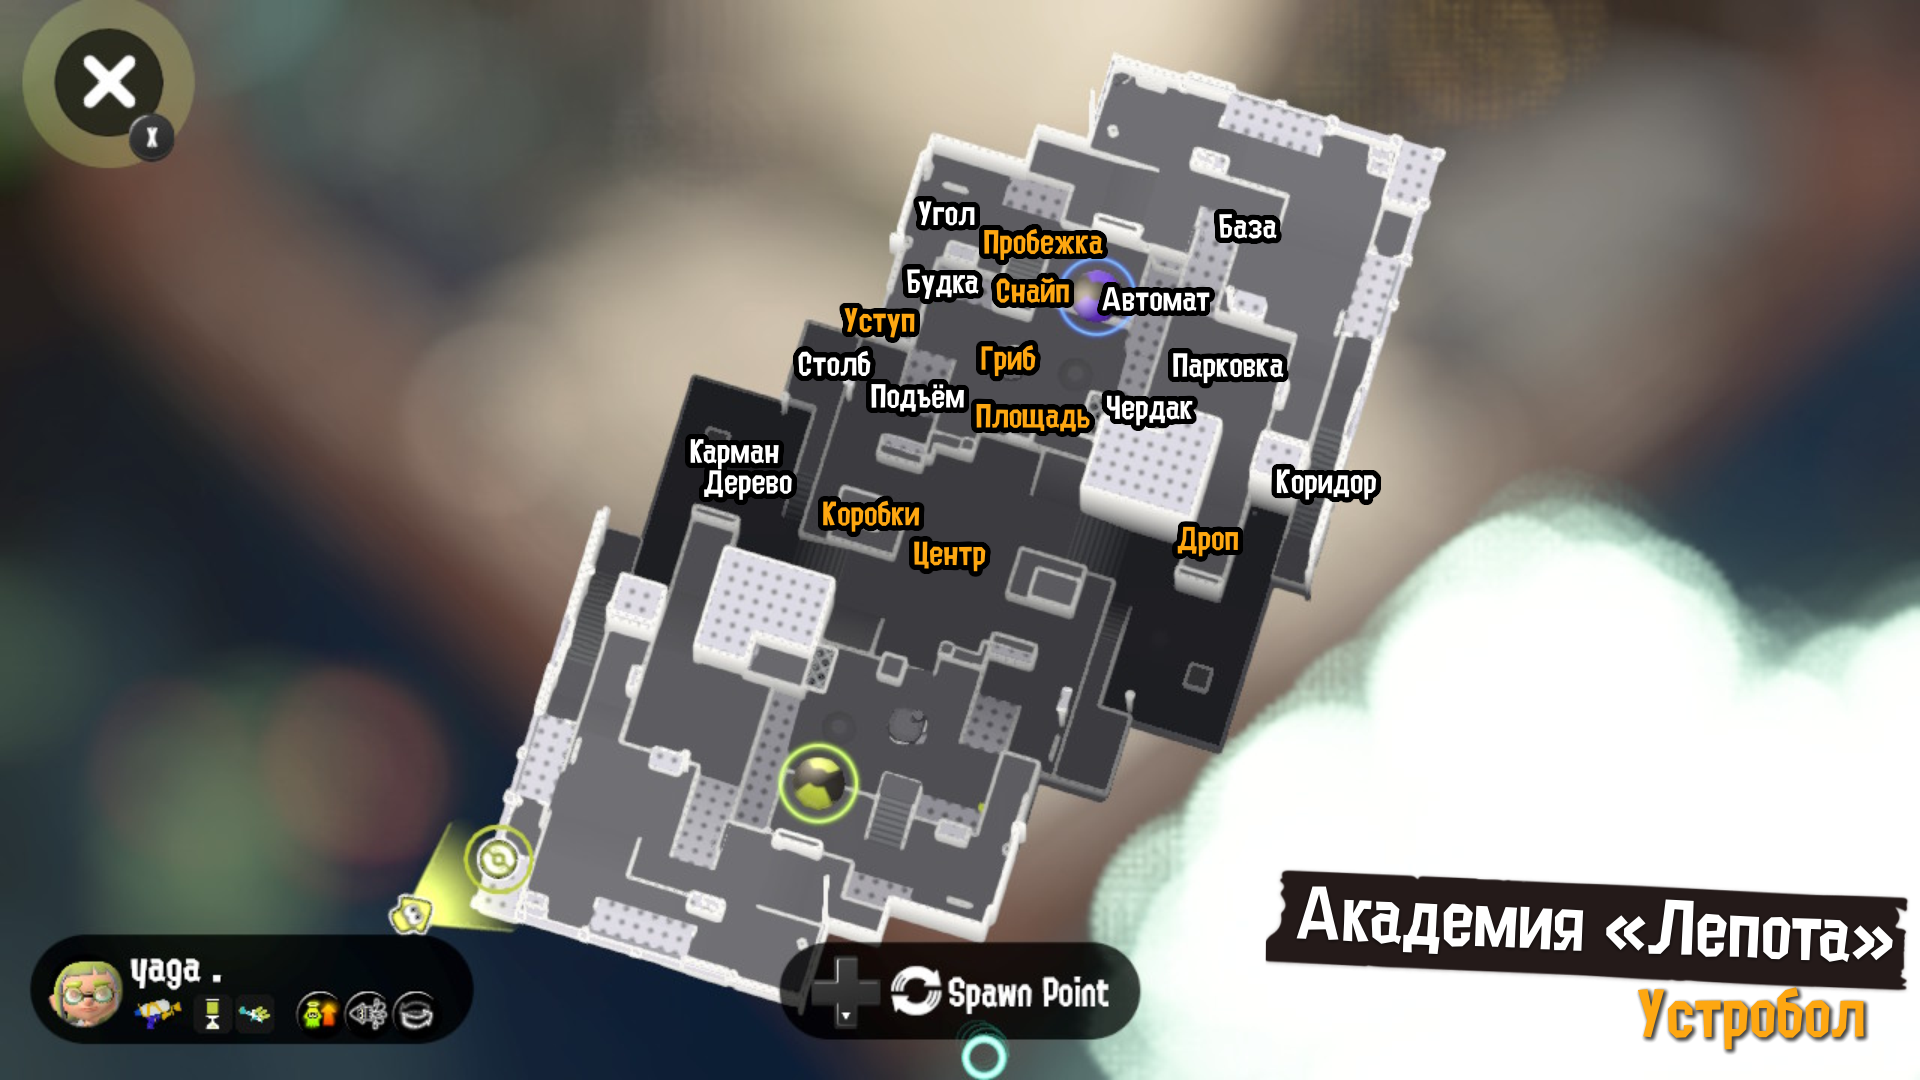 X
Угол
Пробежка
База
Будка
Снайп
Автомат
Уступ
Столб
Гриб
Парковка
Подъём
Площадь
Чердак
Карман
Дерево
Коридор
Коробки
Центр
Дроп
Академия «Лепота»
Устробол
yaga .
Spawn Point